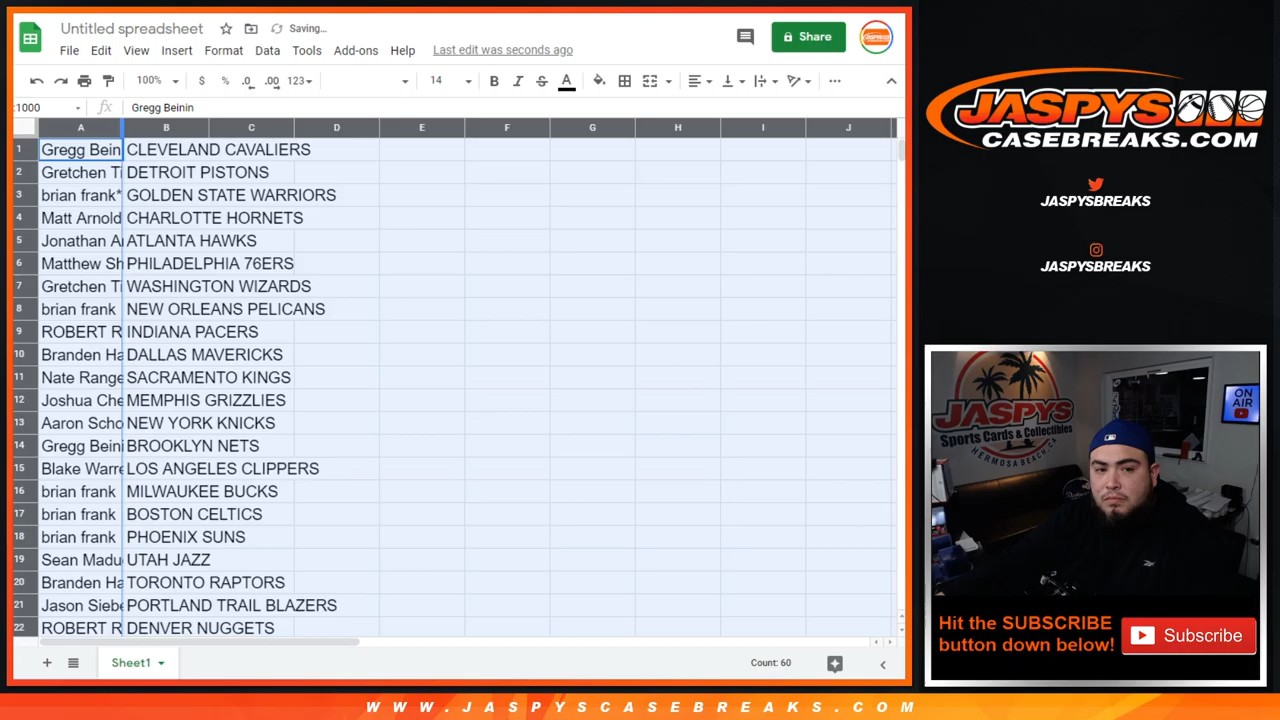 Untitled spreadsheet Saving...
File Edit View Insert Format Data Tools Add-ons Help Last edit was seconds ago
Share
100% $ % .0 .00 123 14 B I S A
:1000 fx Gregg Beinin
A B C D E F G H I J
1 Gregg Bein CLEVELAND CAVALIERS
2 Gretchen Ti DETROIT PISTONS
3 brian frank* GOLDEN STATE WARRIORS
4 Matt Arnold CHARLOTTE HORNETS
5 Jonathan A ATLANTA HAWKS
6 Matthew Sh PHILADELPHIA 76ERS
7 Gretchen Ti WASHINGTON WIZARDS
8 brian frank NEW ORLEANS PELICANS
9 ROBERT R INDIANA PACERS
10 Branden Ha DALLAS MAVERICKS
11 Nate Range SACRAMENTO KINGS
12 Joshua Che MEMPHIS GRIZZLIES
13 Aaron Scho NEW YORK KNICKS
14 Gregg Beini BROOKLYN NETS
15 Blake Warre LOS ANGELES CLIPPERS
16 brian frank MILWAUKEE BUCKS
17 brian frank BOSTON CELTICS
18 brian frank PHOENIX SUNS
19 Sean Madu UTAH JAZZ
20 Branden Ha TORONTO RAPTORS
21 Jason Siebe PORTLAND TRAIL BLAZERS
22 ROBERT R DENVER NUGGETS
Sheet1 Count: 60
JASPYS
CASEBREAKS.COM
JASPYSBREAKS
JASPYSBREAKS
JASPYS
Sports Cards & Collectibles
HERMOSA BEACH, CA
ON
AIR
Hit the SUBSCRIBE
button down below!
Subscribe
WWW.JASPYSCASEBREAKS.COM